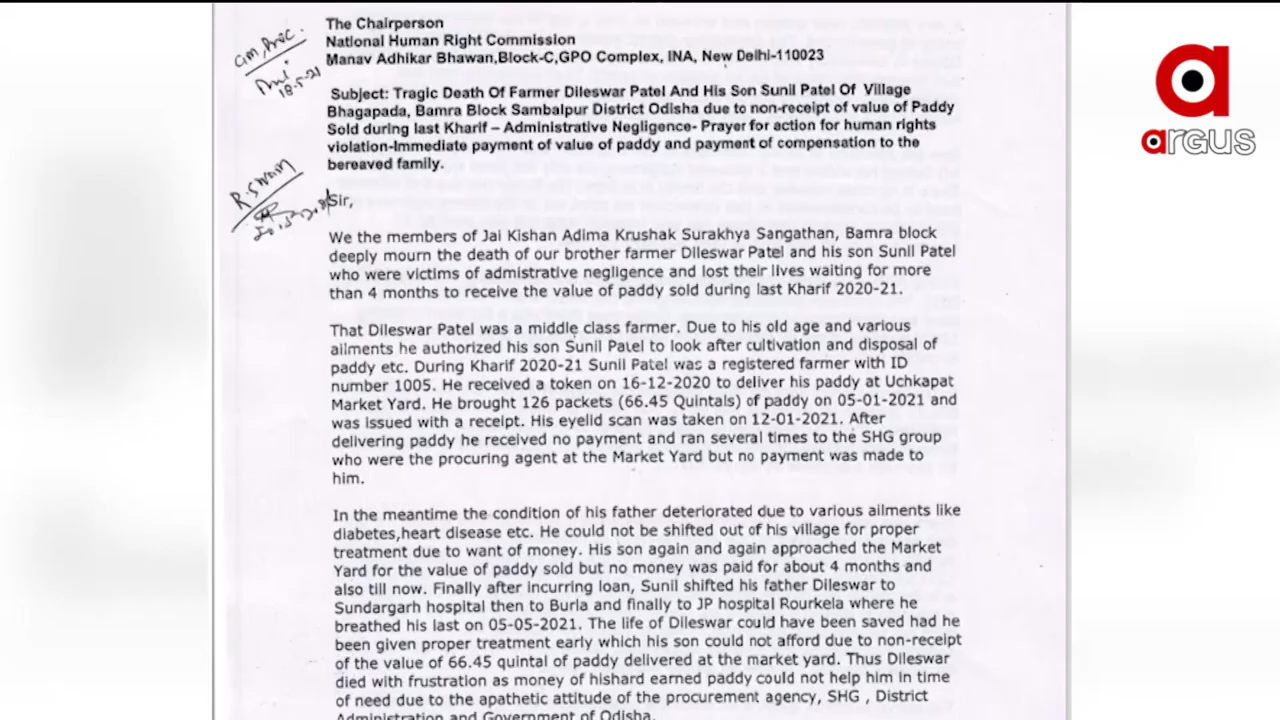 The Chairperson
National Human Right Commission
Manav Adhikar Bhawan,Block-C,GPO Complex, INA, New Delhi-110023
Gm, Proc.
18-5-21
Subject: Tragic Death Of Farmer Dileswar Patel And His Son Sunil Patel Of Village
Bhagapada, Bamra Block Sambalpur District Odisha due to non-receipt of value of Paddy
Sold during last Kharif – Administrative Negligence- Prayer for action for human rights
violation-Immediate payment of value of paddy and payment of compensation to the
bereaved family.
R. Swain
Sir,
We the members of Jai Kishan Adima Krushak Surakhya Sangathan, Bamra block
deeply mourn the death of our brother farmer Dileswar Patel and his son Sunil Patel
who were victims of admistrative negligence and lost their lives waiting for more
than 4 months to receive the value of paddy sold during last Kharif 2020-21.
That Dileswar Patel was a middle class farmer. Due to his old age and various
ailments he authorized his son Sunil Patel to look after cultivation and disposal of
paddy etc. During Kharif 2020-21 Sunil Patel was a registered farmer with ID
number 1005. He received a token on 16-12-2020 to deliver his paddy at Uchkapat
Market Yard. He brought 126 packets (66.45 Quintals) of paddy on 05-01-2021 and
was issued with a receipt. His eyelid scan was taken on 12-01-2021. After
delivering paddy he received no payment and ran several times to the SHG group
who were the procuring agent at the Market Yard but no payment was made to
him.
In the meantime the condition of his father deteriorated due to various ailments like
diabetes,heart disease etc. He could not be shifted out of his village for proper
treatment due to want of money. His son again and again approached the Market
Yard for the value of paddy sold but no money was paid for about 4 months and
also till now. Finally after incurring loan, Sunil shifted his father Dileswar to
Sundargarh hospital then to Burla and finally to JP hospital Rourkela where he
breathed his last on 05-05-2021. The life of Dileswar could have been saved had he
been given proper treatment early which his son could not afford due to non-receipt
of the value of 66.45 quintal of paddy delivered at the market yard. Thus Dileswar
died with frustration as money of hishard earned paddy could not help him in time
of need due to the apathetic attitude of the procurement agency, SHG , District
Administration and Government of Odisha.
a
argus